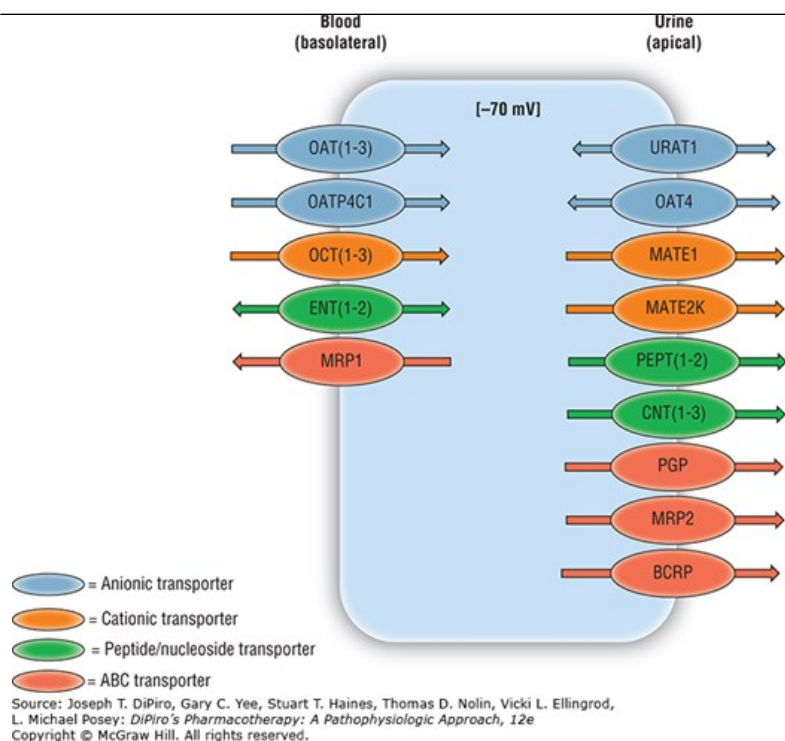 Blood
(basolateral)
Urine
(apical)
[–70 mV]
OAT(1-3)
URAT1
OATP4C1
OAT4
OCT(1-3)
MATE1
ENT(1-2)
MATE2K
MRP1
PEPT(1-2)
CNT(1-3)
PGP
MRP2
BCRP
= Anionic transporter
= Cationic transporter
= Peptide/nucleoside transporter
= ABC transporter
Source: Joseph T. DiPiro, Gary C. Yee, Stuart T. Haines, Thomas D. Nolin, Vicki L. Ellingrod,
L. Michael Posey: DiPiro´s Pharmacotherapy: A Pathophysiologic Approach, 12e
Copyright © McGraw Hill. All rights reserved.